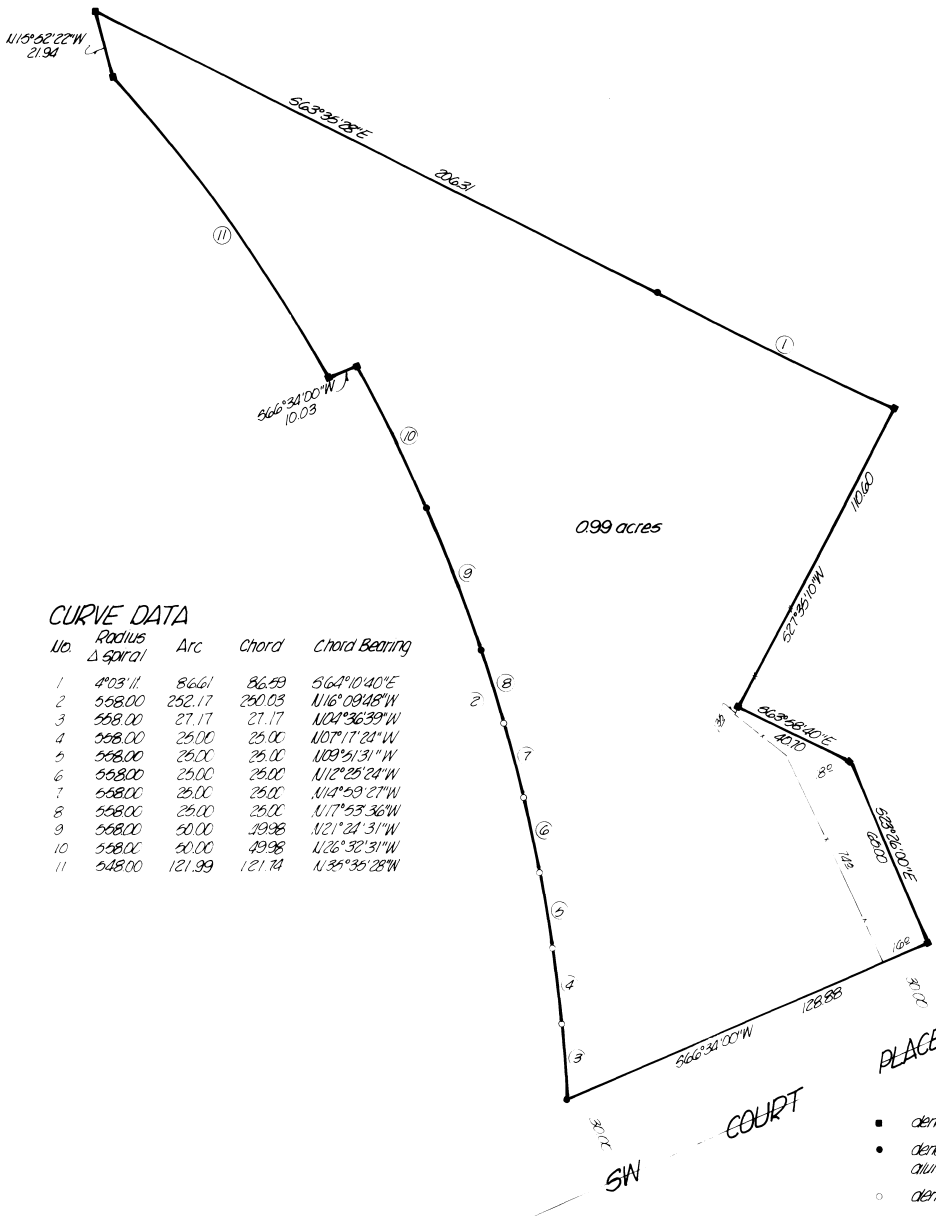 N15°52'22"W
21.94
S63°35'28"E
206.31
11
1
S66°34'00"W
10.03
10
110.60
0.99 acres
S27°35'10"W
9
CURVE DATA
No. Radius Δ Spiral Arc Chord Chord Bearing
1 4°03'11. 86.61 86.59 S64°10'40"E
2 558.00 252.17 250.03 N16°09'48"W
3 558.00 27.17 27.17 N04°36'39"W
4 558.00 25.00 25.00 N07°17'24"W
5 558.00 25.00 25.00 N09°51'31"W
6 558.00 25.00 25.00 N12°25'24"W
7 558.00 25.00 25.00 N14°59'27"W
8 558.00 25.00 25.00 N17°53'36"W
9 558.00 50.00 49.98 N21°24'31"W
10 558.00 50.00 49.98 N26°32'31"W
11 548.00 121.99 121.74 N35°35'28"W
8
2
S63°58'40"E
40.70
7
S23°26'00"E
60.00
6
5
4
128.88
30.00
3
S66°34'00"W
PLACE
30.00
SW COURT